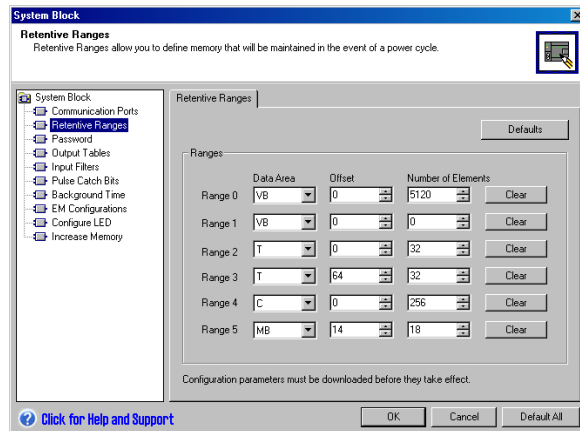 System Block
Retentive Ranges
Retentive Ranges allow you to define memory that will be maintained in the event of a power cycle.
System Block
Communication Ports
Retentive Ranges
Password
Output Tables
Input Filters
Pulse Catch Bits
Background Time
EM Configurations
Configure LED
Increase Memory
Retentive Ranges
Defaults
Ranges
Data Area Offset Number of Elements
Range 0 VB 0 5120 Clear
Range 1 VB 0 0 Clear
Range 2 T 0 32 Clear
Range 3 T 64 32 Clear
Range 4 C 0 256 Clear
Range 5 MB 14 18 Clear
Configuration parameters must be downloaded before they take effect.
Click for Help and Support
OK Cancel Default All